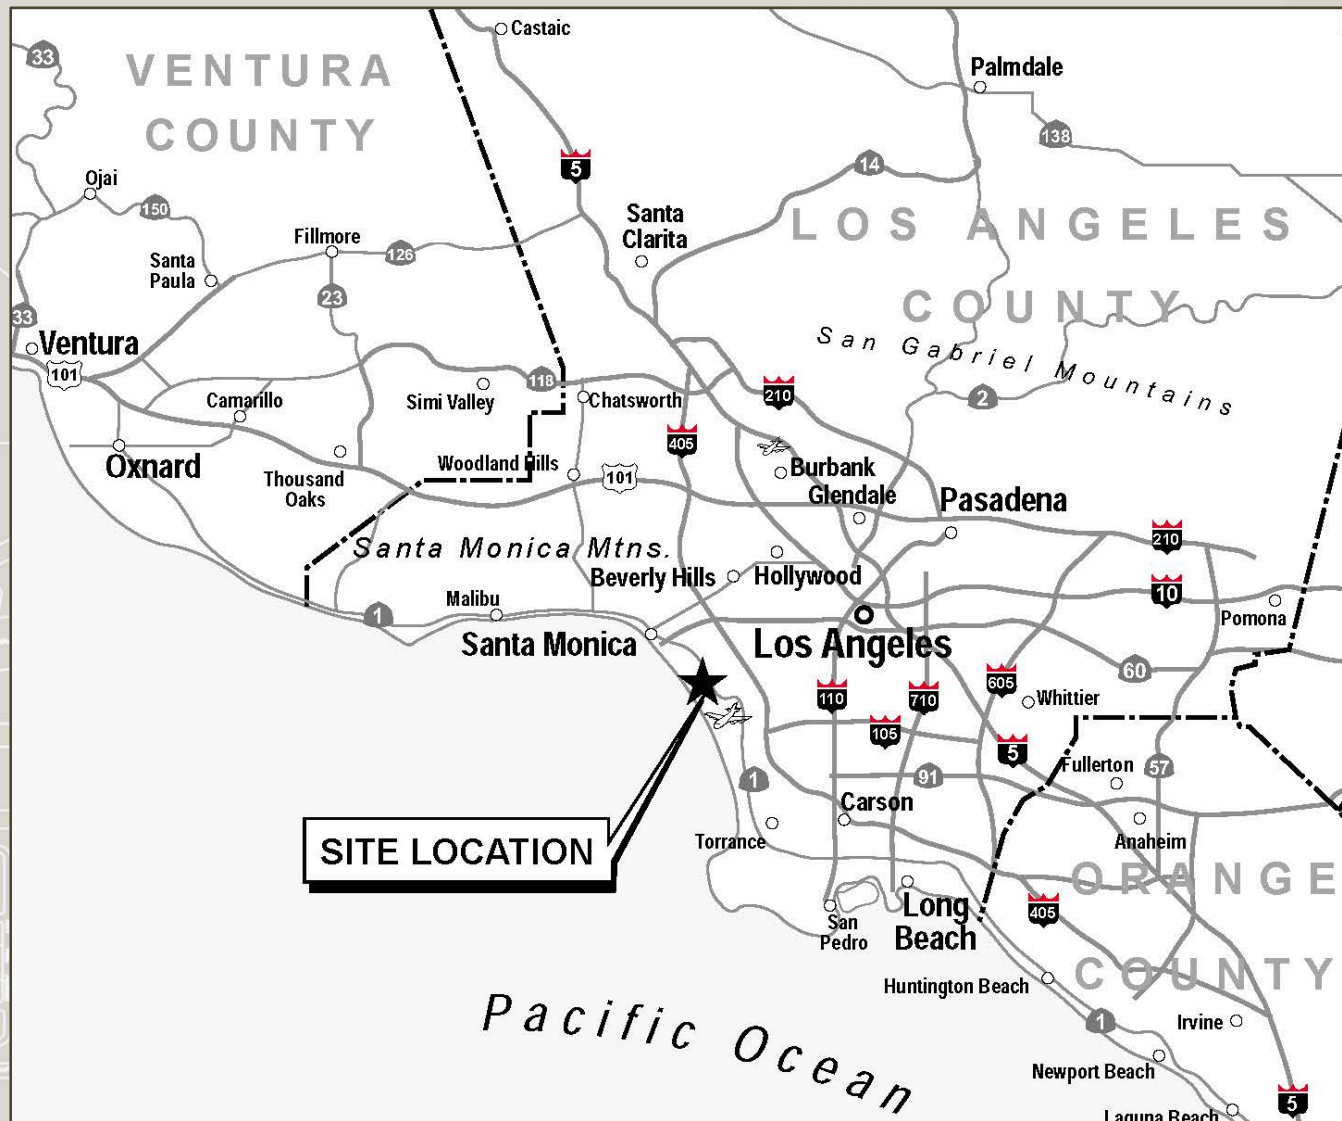 Castaic
33
VENTURA
COUNTY
Palmdale
138
5
14
Ojai
150
Santa
Clarita
LOS ANGELES
COUNTY
Fillmore
126
Santa
Paula
23
33
Ventura
101
San Gabriel Mountains
118
Simi Valley
Camarillo
Chatsworth
210
2
405
Oxnard
Thousand
Oaks
Woodland Hills
101
Burbank
Glendale
Pasadena
210
Santa Monica Mtns.
Beverly Hills
Hollywood
10
Malibu
1
Pomona
Santa Monica
Los Angeles
60
605
110
710
Whittier
105
5
Fullerton
57
1
91
Carson
SITE LOCATION
Torrance
Anaheim
ORANGE
COUNTY
Long
Beach
405
San
Pedro
Huntington Beach
Pacific Ocean
1
Irvine
Newport Beach
5
Laguna Beach